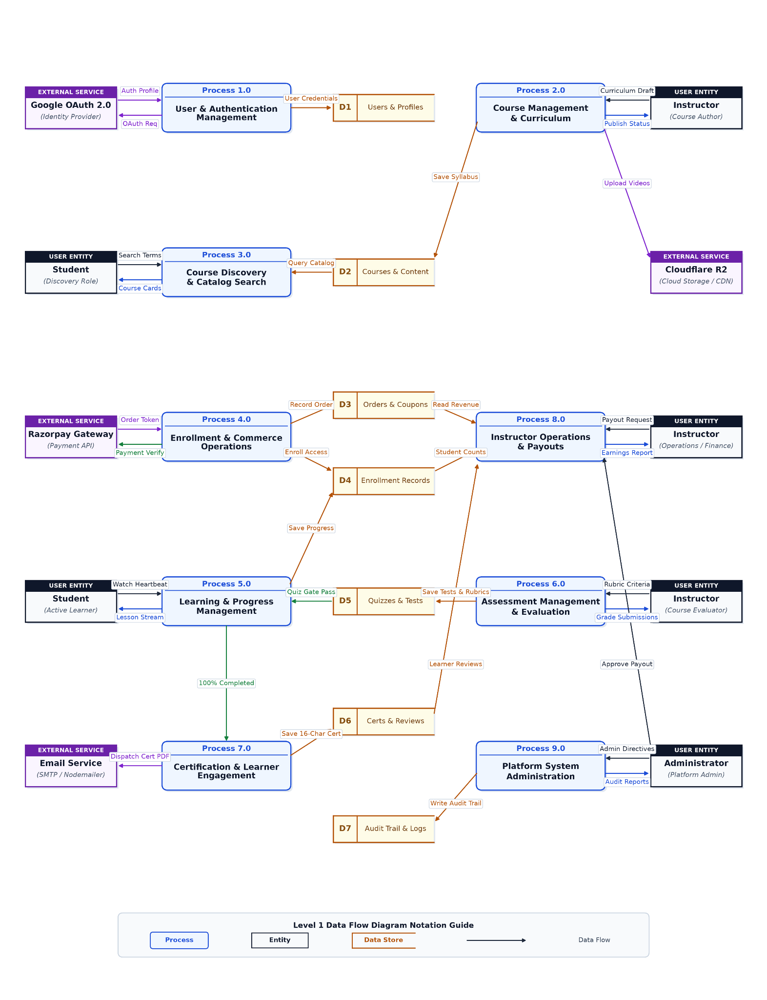 EXTERNAL SERVICE
Google OAuth 2.0
(Identity Provider)
Auth Profile
OAuth Req
Process 1.0
User & Authentication
Management
User Credentials
D1
Users & Profiles
Process 2.0
Course Management
& Curriculum
Curriculum Draft
Publish Status
USER ENTITY
Instructor
(Course Author)
Save Syllabus
Upload Videos
USER ENTITY
Student
(Discovery Role)
Search Terms
Course Cards
Process 3.0
Course Discovery
& Catalog Search
Query Catalog
D2
Courses & Content
EXTERNAL SERVICE
Cloudflare R2
(Cloud Storage / CDN)
EXTERNAL SERVICE
Razorpay Gateway
(Payment API)
Order Token
Payment Verify
Process 4.0
Enrollment & Commerce
Operations
Record Order
D3
Orders & Coupons
Read Revenue
Enroll Access
D4
Enrollment Records
Student Counts
Process 8.0
Instructor Operations
& Payouts
Payout Request
Earnings Report
USER ENTITY
Instructor
(Operations / Finance)
Save Progress
USER ENTITY
Student
(Active Learner)
Watch Heartbeat
Lesson Stream
Process 5.0
Learning & Progress
Management
Quiz Gate Pass
D5
Quizzes & Tests
Save Tests & Rubrics
Process 6.0
Assessment Management
& Evaluation
Rubric Criteria
Grade Submissions
USER ENTITY
Instructor
(Course Evaluator)
100% Completed
Learner Reviews
Approve Payout
EXTERNAL SERVICE
Email Service
(SMTP / Nodemailer)
Dispatch Cert PDF
Process 7.0
Certification & Learner
Engagement
Save 16-Char Cert
D6
Certs & Reviews
Process 9.0
Platform System
Administration
Admin Directives
Audit Reports
USER ENTITY
Administrator
(Platform Admin)
Write Audit Trail
D7
Audit Trail & Logs
Level 1 Data Flow Diagram Notation Guide
Process
Entity
Data Store
Data Flow